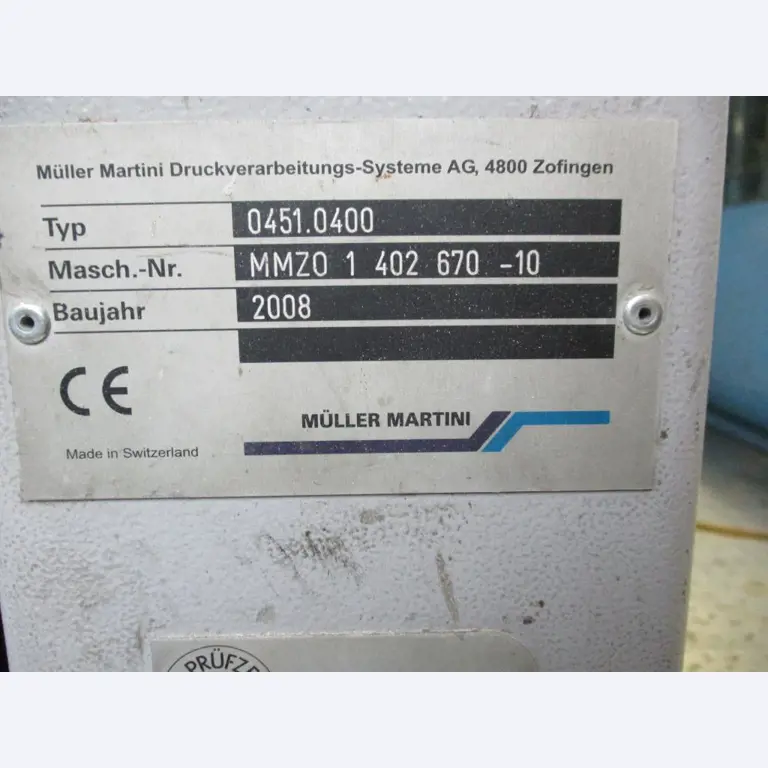 Müller Martini Druckverarbeitungs-Systeme AG, 4800 Zofingen
Typ 0451.0400
Masch.-Nr. MMZO 1 402 670 -10
Baujahr 2008
CE
MÜLLER MARTINI
Made in Switzerland